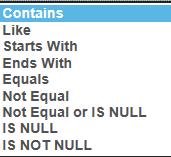 Contains
Like
Starts With
Ends With
Equals
Not Equal
Not Equal or IS NULL
IS NULL
IS NOT NULL